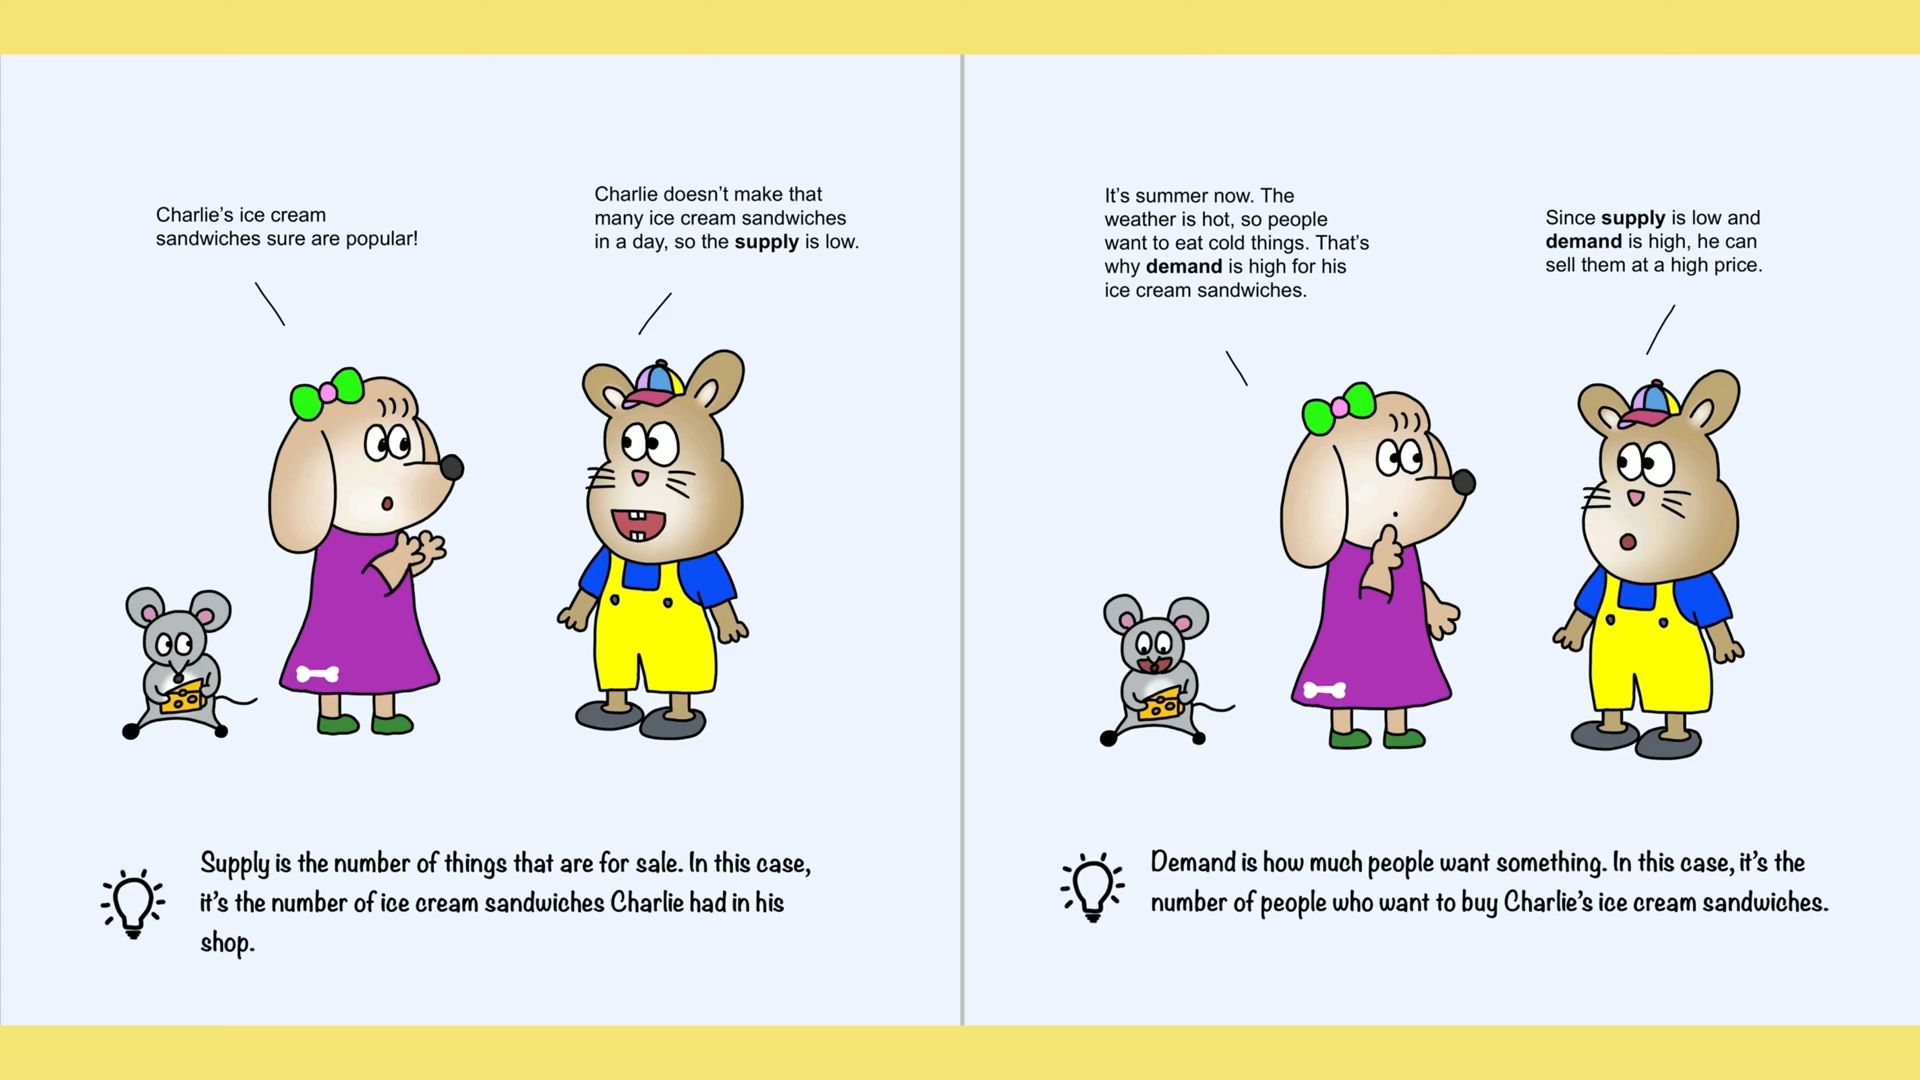 Charlie's ice cream
sandwiches sure are popular!
Charlie doesn't make that
many ice cream sandwiches
in a day, so the supply is low.
Supply is the number of things that are for sale. In this case,
it's the number of ice cream sandwiches Charlie had in his
shop.
It's summer now. The
weather is hot, so people
want to eat cold things. That's
why demand is high for his
ice cream sandwiches.
Since supply is low and
demand is high, he can
sell them at a high price.
Demand is how much people want something. In this case, it's the
number of people who want to buy Charlie's ice cream sandwiches.